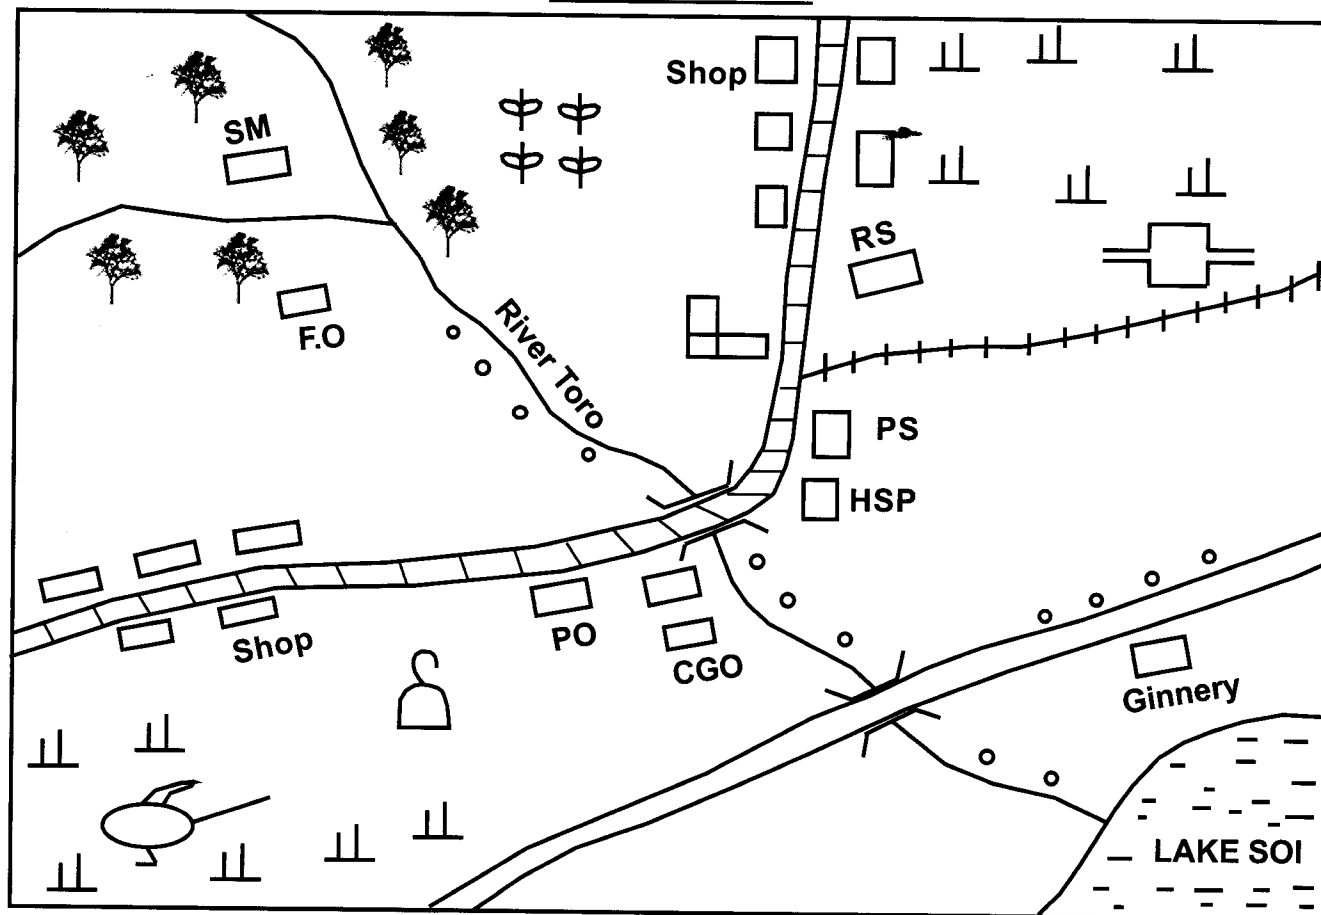 Shop
SM
RS
F.O
River Toro
PS
HSP
Shop
PO
CGO
Ginnery
LAKE SOI